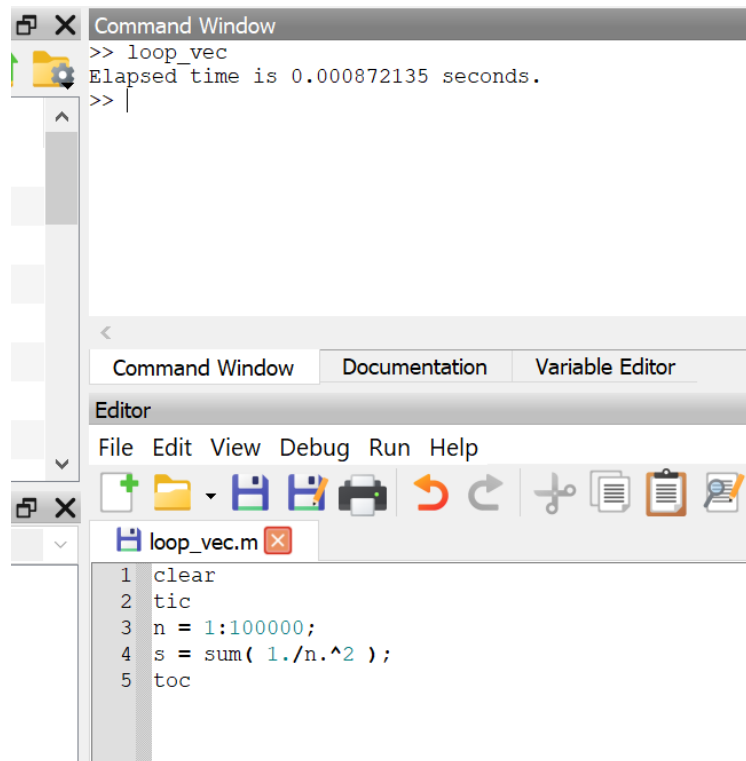 Command Window
>> loop_vec
Elapsed time is 0.000872135 seconds.
>>
Command Window Documentation Variable Editor
Editor
File Edit View Debug Run Help
loop_vec.m
1 clear
2 tic
3 n = 1:100000;
4 s = sum( 1./n.^2 );
5 toc